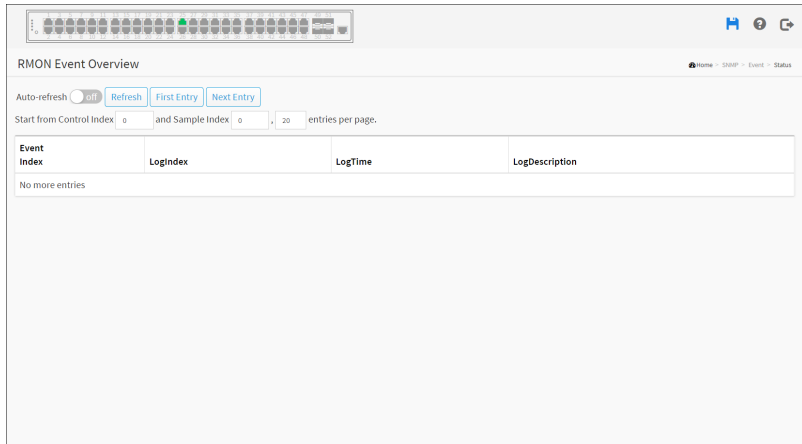 RMON Event Overview
Home > SNMP > Event > Status
Auto-refresh off Refresh First Entry Next Entry
Start from Control Index 0 and Sample Index 0 , 20 entries per page.
Event
Index LogIndex LogTime LogDescription
No more entries